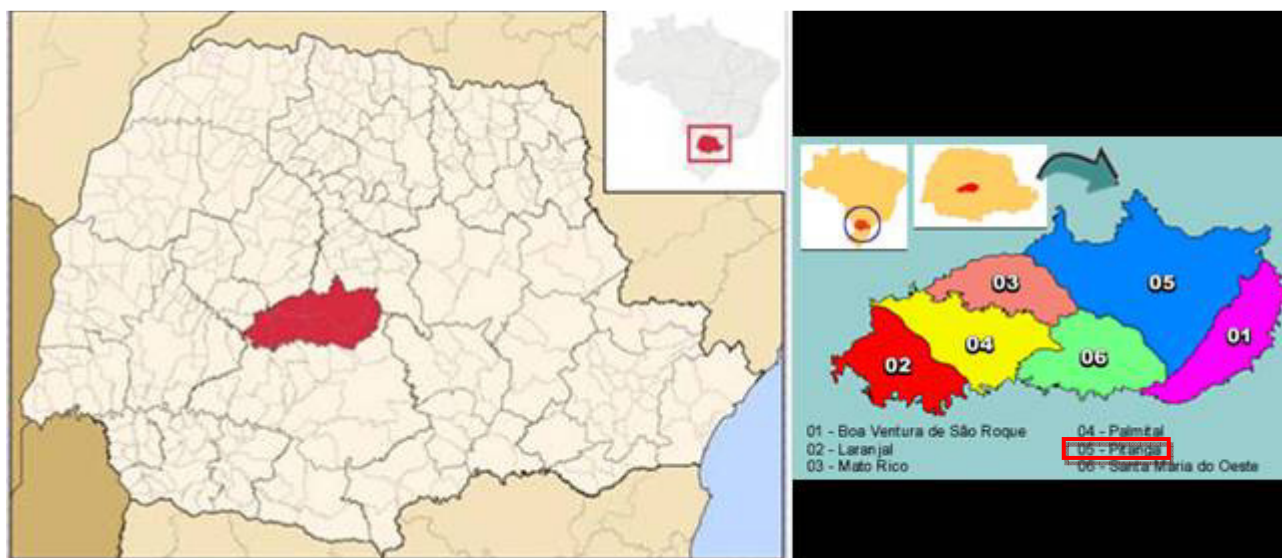 03
05
01
04
06
02
01 - Boa Ventura de São Roque
02 - Laranjal
03 - Mato Rico
04 - Palmital
05 - Pitanga
06 - Santa Maria do Oeste